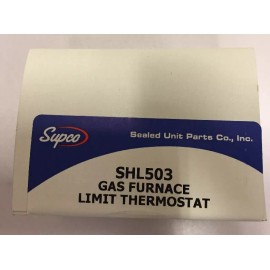 Supco
Sealed Unit Parts Co., Inc.
SHL503
GAS FURNACE
LIMIT THERMOSTAT